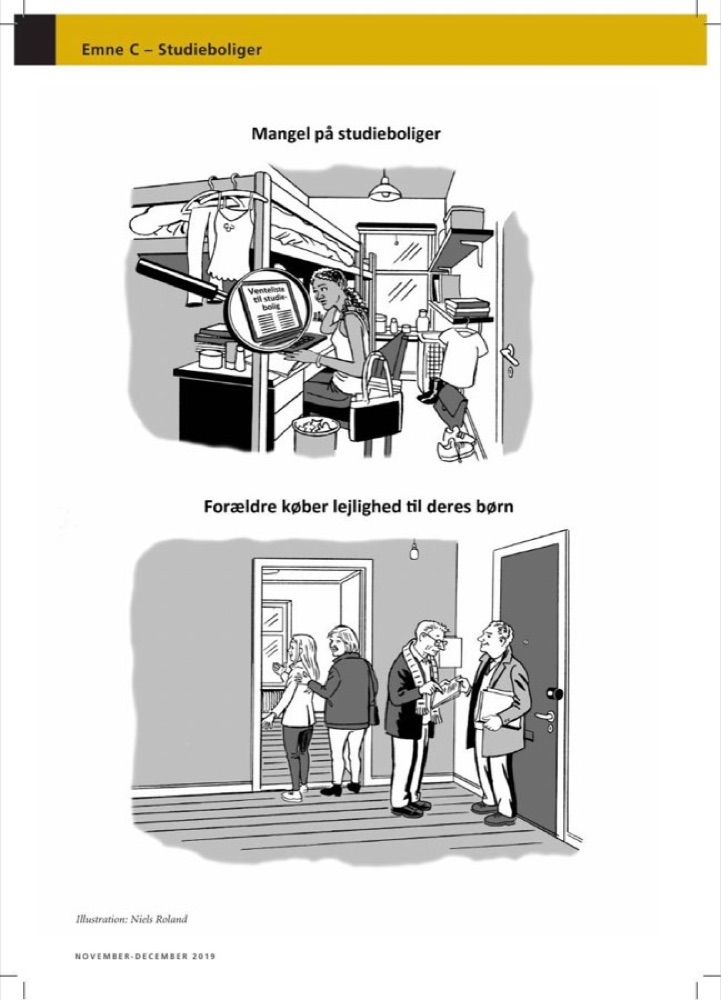 Emne C – Studieboliger
Mangel på studieboliger
Venteliste
til studie-
bolig
Forældre køber lejlighed til deres børn
Illustration: Niels Roland
NOVEMBER-DECEMBER 2019